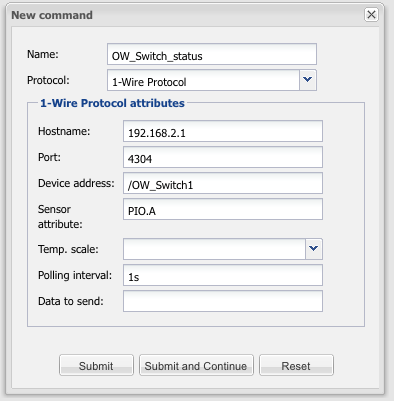 New command
Name: OW_Switch_status
Protocol: 1-Wire Protocol
1-Wire Protocol attributes
Hostname: 192.168.2.1
Port: 4304
Device address: /OW_Switch1
Sensor attribute: PIO.A
Temp. scale:
Polling interval: 1s
Data to send:
Submit Submit and Continue Reset